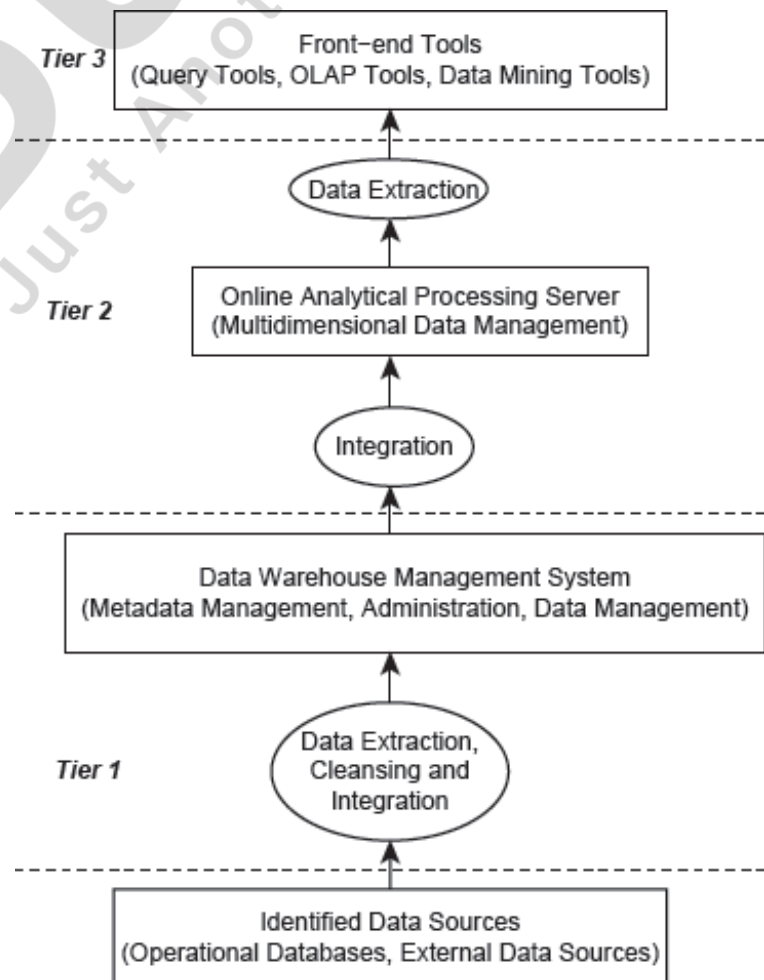 Tier 3
Front-end Tools
(Query Tools, OLAP Tools, Data Mining Tools)
Data Extraction
Tier 2
Online Analytical Processing Server
(Multidimensional Data Management)
Integration
Data Warehouse Management System
(Metadata Management, Administration, Data Management)
Tier 1
Data Extraction,
Cleansing and
Integration
Identified Data Sources
(Operational Databases, External Data Sources)
Just